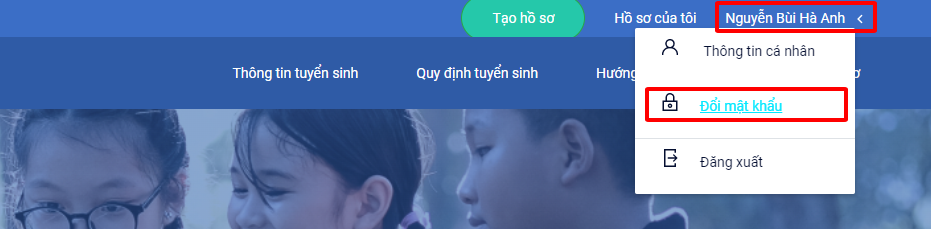 Tạo hồ sơ Hồ sơ của tôi Nguyễn Bùi Hà Anh
Thông tin tuyển sinh Quy định tuyển sinh Hướng
Thông tin cá nhân
Đổi mật khẩu
Đăng xuất